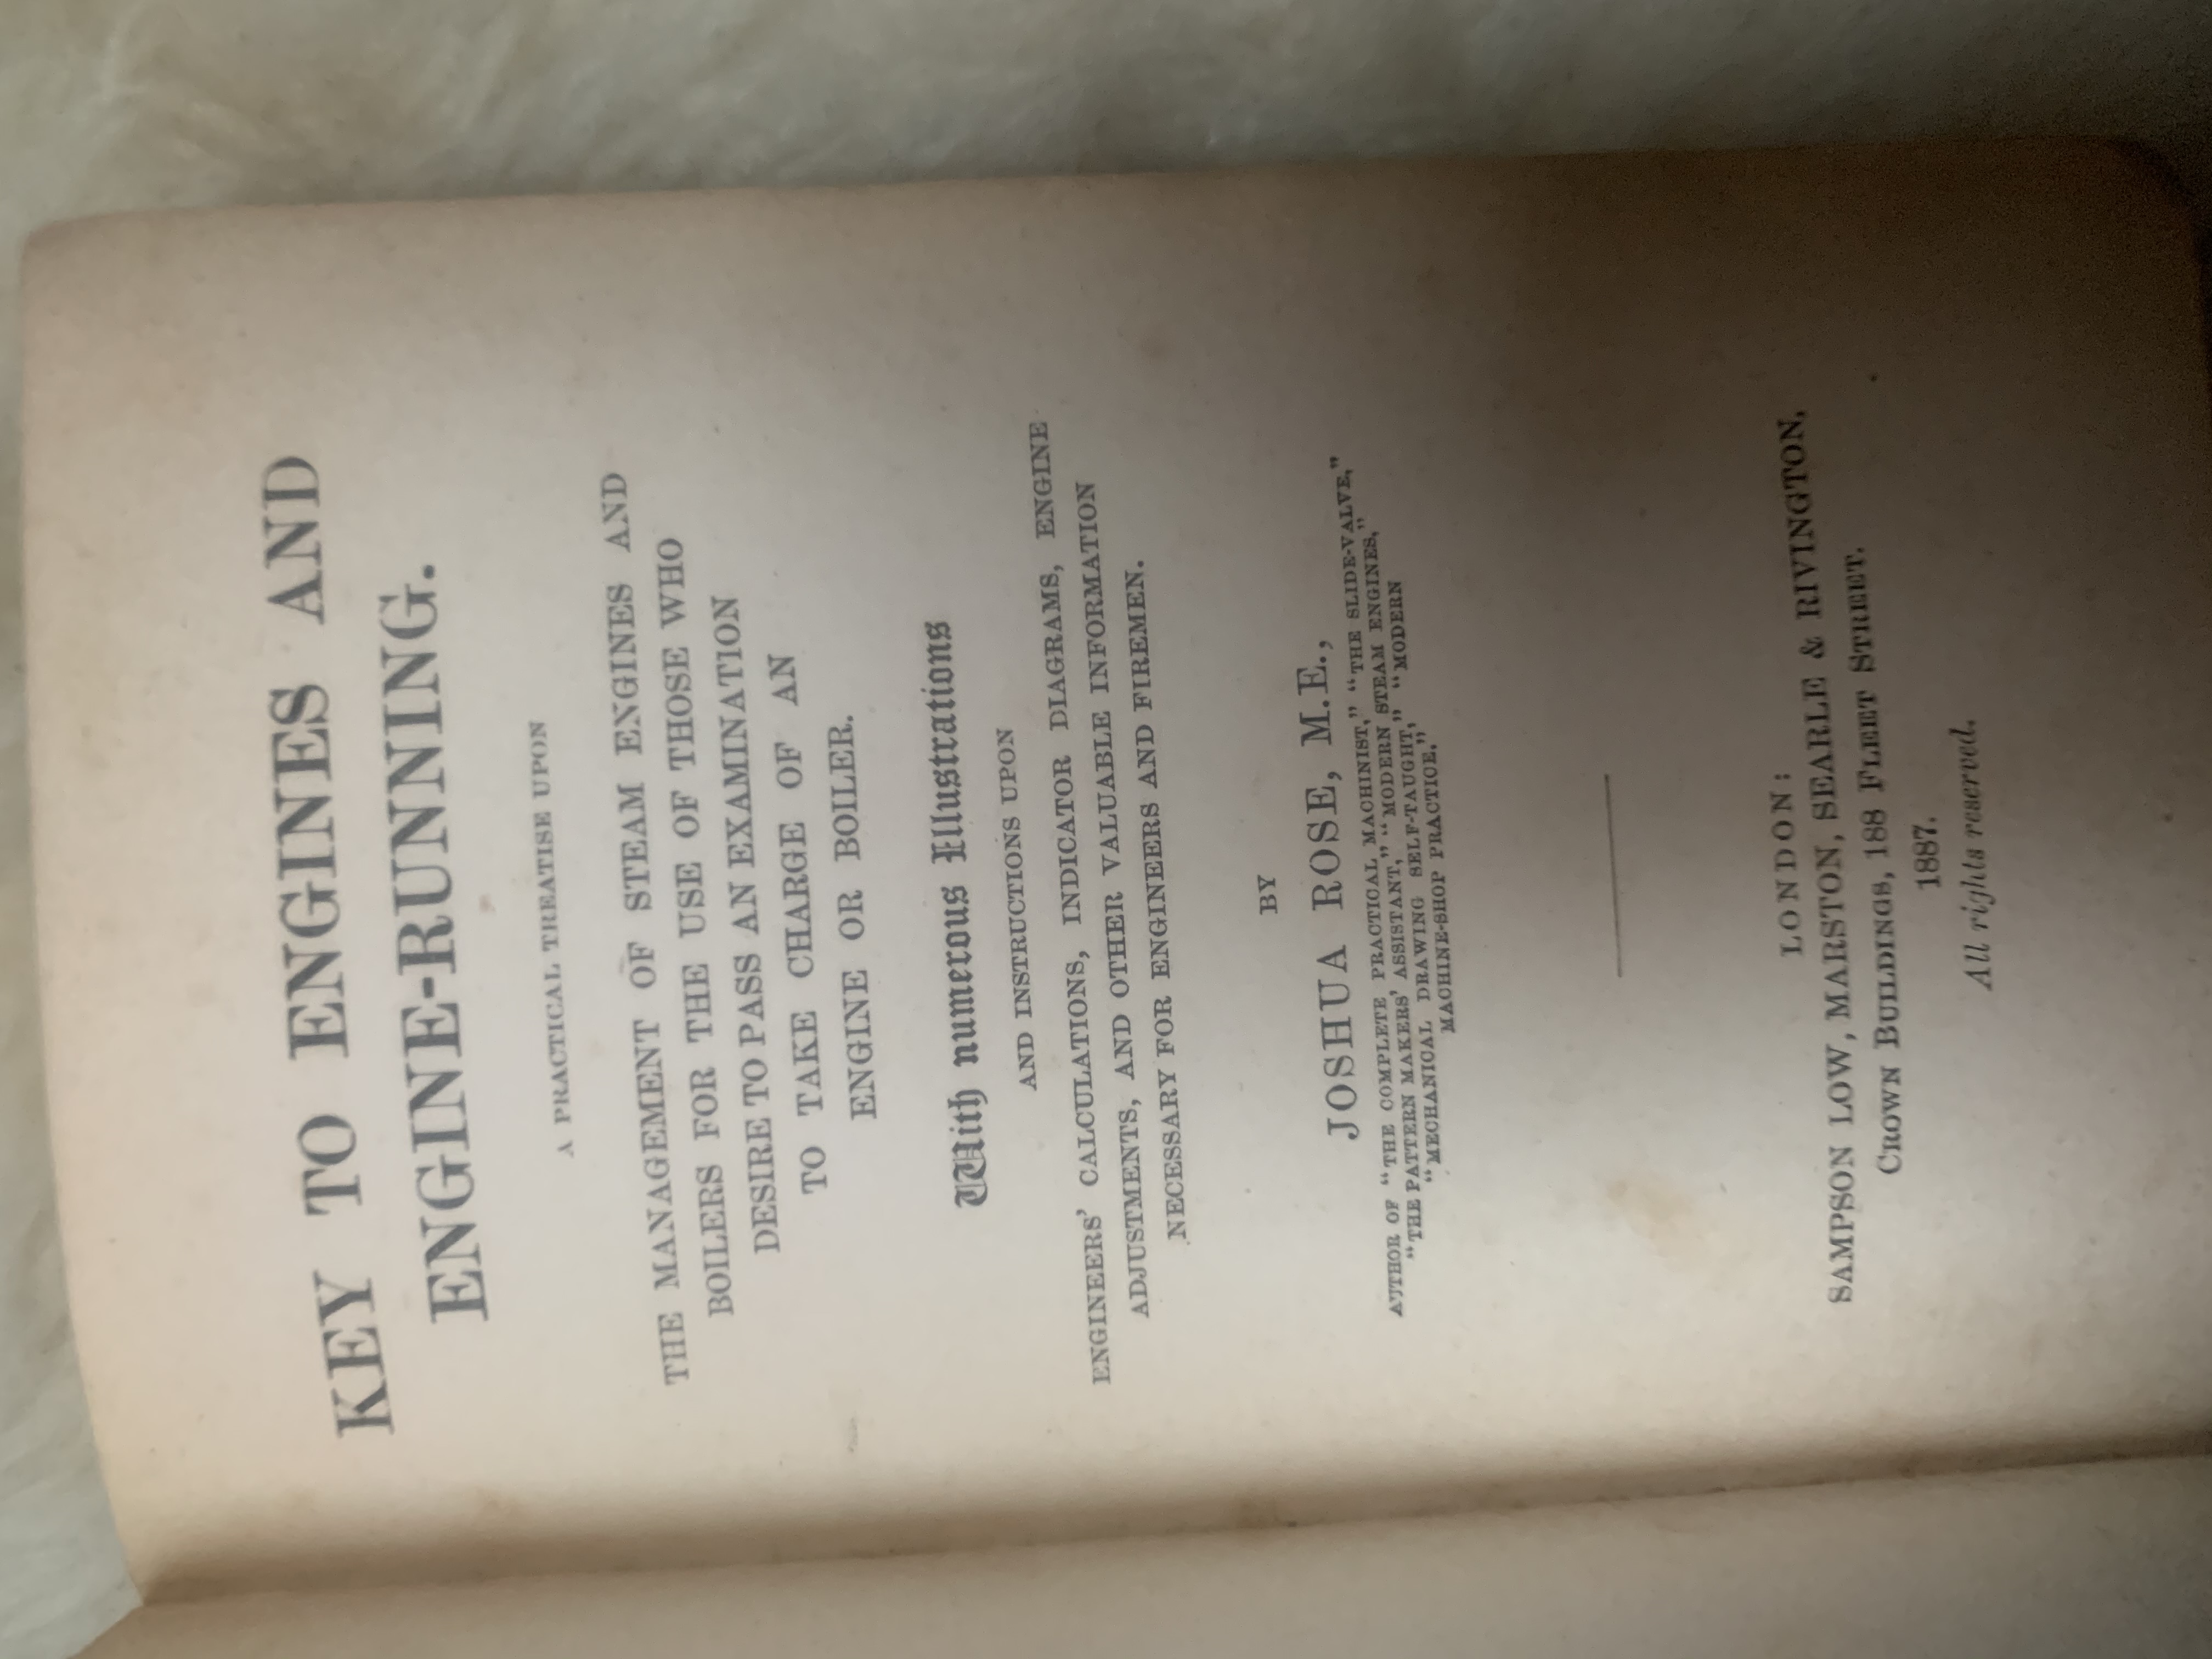 KEY TO ENGINES AND
ENGINE-RUNNING.
A PRACTICAL TREATISE UPON
THE MANAGEMENT OF STEAM ENGINES AND
BOILERS FOR THE USE OF THOSE WHO
DESIRE TO PASS AN EXAMINATION
TO TAKE CHARGE OF AN
ENGINE OR BOILER.
With numerous Illustrations
AND INSTRUCTIONS UPON
ENGINEERS' CALCULATIONS, INDICATOR DIAGRAMS, ENGINE
ADJUSTMENTS, AND OTHER VALUABLE INFORMATION
NECESSARY FOR ENGINEERS AND FIREMEN.
BY
JOSHUA ROSE, M.E.,
AUTHOR OF "THE COMPLETE PRACTICAL MACHINIST," "THE SLIDE-VALVE,"
"THE PATTERN MAKERS' ASSISTANT," "MODERN STEAM ENGINES,"
"MECHANICAL DRAWING SELF-TAUGHT," "MODERN
MACHINE-SHOP PRACTICE."
LONDON:
SAMPSON LOW, MARSTON, SEARLE & RIVINGTON,
CROWN BUILDINGS, 188 FLEET STREET.
1887.
All rights reserved.